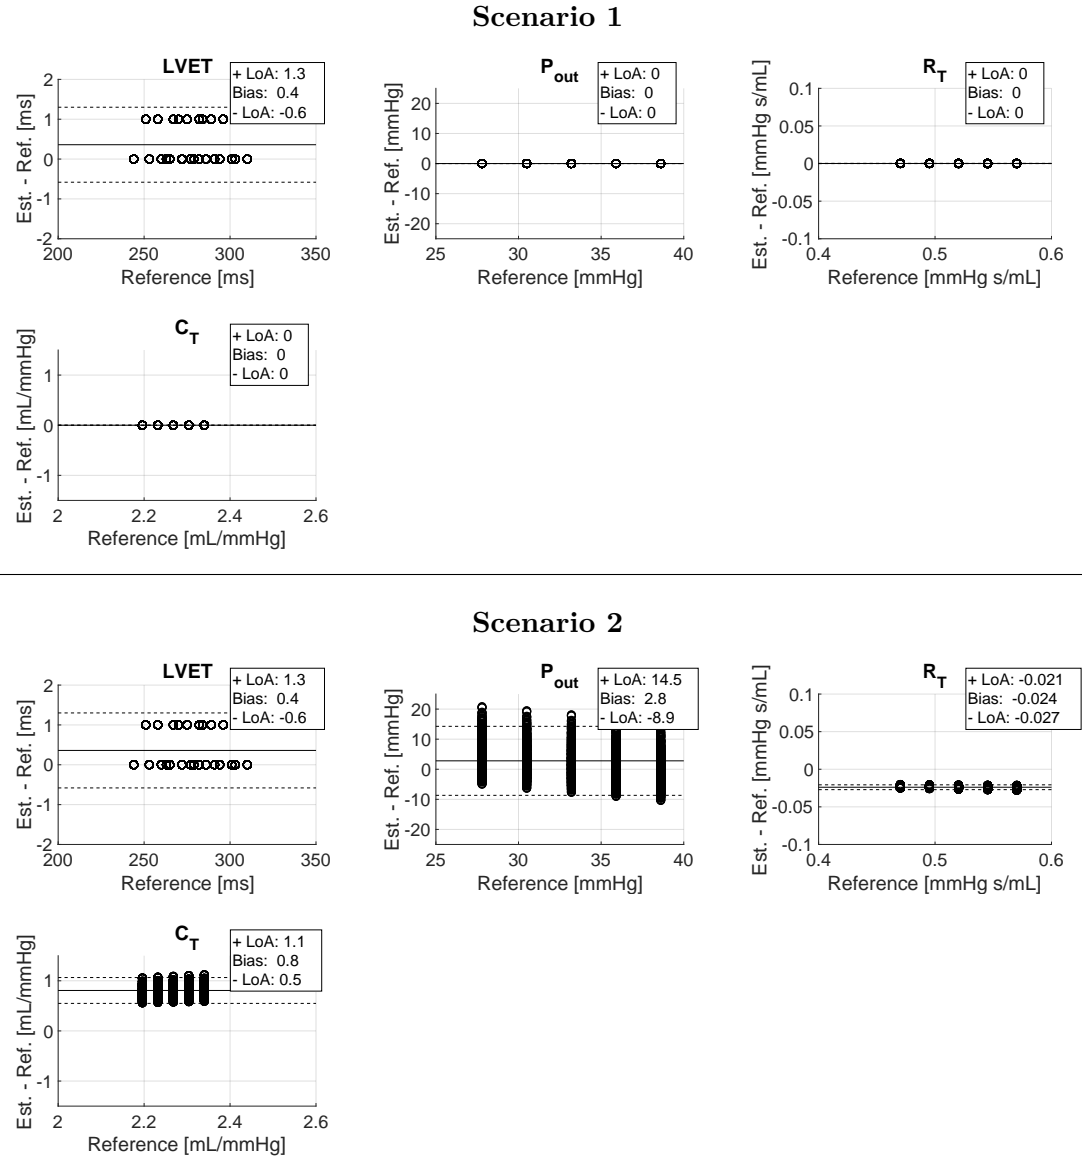 Scenario 1
LVET
+ LoA: 1.3
Bias: 0.4
- LoA: -0.6
Est. - Ref. [ms]
2
1
0
-1
-2
200
250
300
350
Reference [ms]
P_out
+ LoA: 0
Bias: 0
- LoA: 0
Est. - Ref. [mmHg]
20
10
0
-10
-20
25
30
35
40
Reference [mmHg]
R_T
+ LoA: 0
Bias: 0
- LoA: 0
Est. - Ref. [mmHg s/mL]
0.1
0.05
0
-0.05
-0.1
0.4
0.5
0.6
Reference [mmHg s/mL]
C_T
+ LoA: 0
Bias: 0
- LoA: 0
Est. - Ref. [mL/mmHg]
1
0
-1
2
2.2
2.4
2.6
Reference [mL/mmHg]
Scenario 2
LVET
+ LoA: 1.3
Bias: 0.4
- LoA: -0.6
Est. - Ref. [ms]
2
1
0
-1
-2
200
250
300
350
Reference [ms]
P_out
+ LoA: 14.5
Bias: 2.8
- LoA: -8.9
Est. - Ref. [mmHg]
20
10
0
-10
-20
25
30
35
40
Reference [mmHg]
R_T
+ LoA: -0.021
Bias: -0.024
- LoA: -0.027
Est. - Ref. [mmHg s/mL]
0.1
0.05
0
-0.05
-0.1
0.4
0.5
0.6
Reference [mmHg s/mL]
C_T
+ LoA: 1.1
Bias: 0.8
- LoA: 0.5
Est. - Ref. [mL/mmHg]
1
0
-1
2
2.2
2.4
2.6
Reference [mL/mmHg]